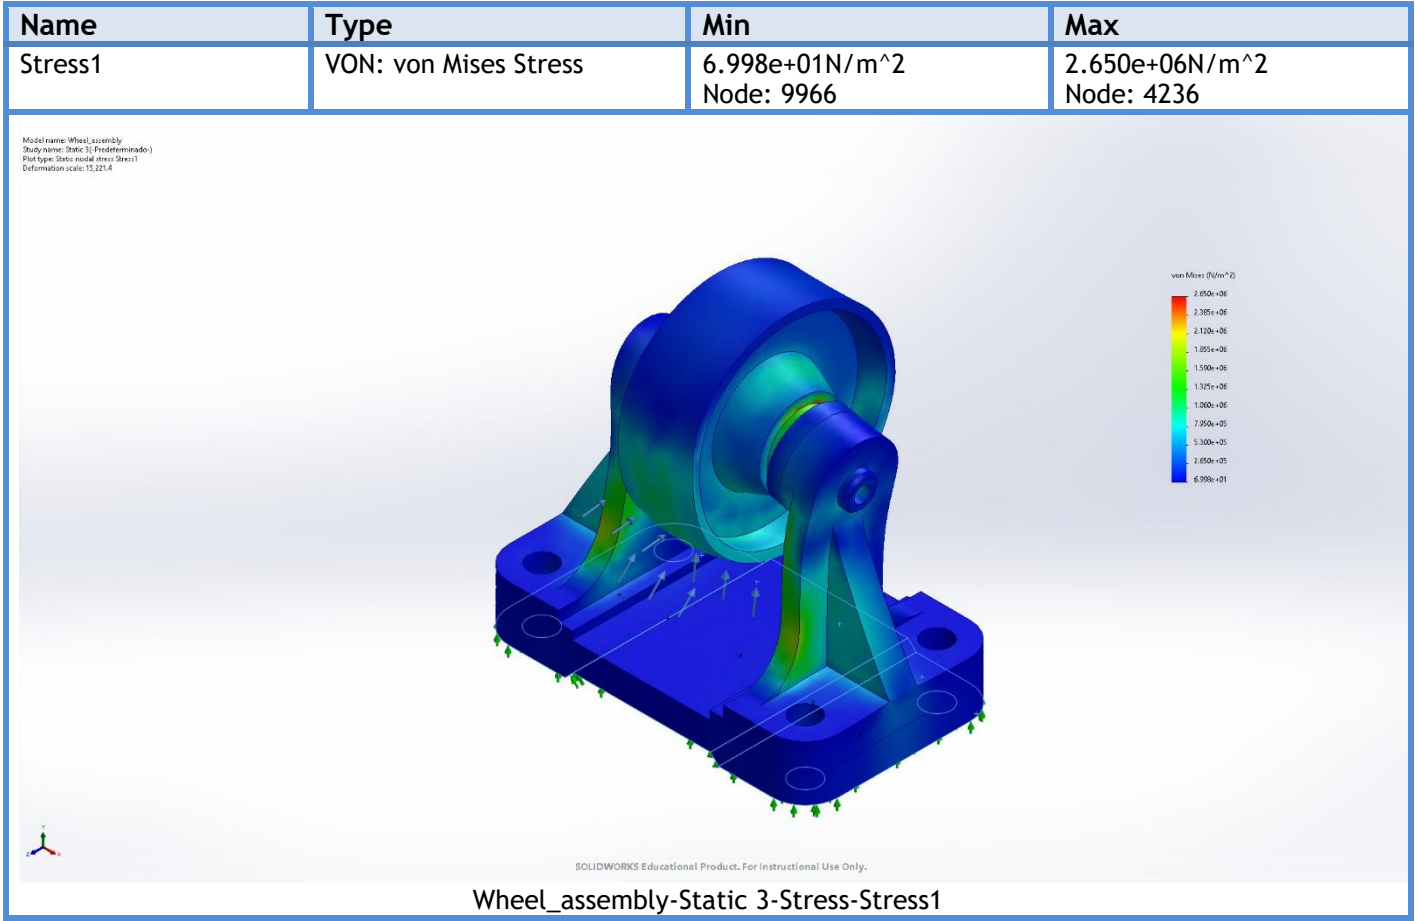 Name Type Min Max
Stress1 VON: von Mises Stress 6.998e+01N/m^2 2.650e+06N/m^2
Node: 9966 Node: 4236
Model name: Wheel_assembly
Study name: Static 3(-Predeterminado-)
Plot type: Static nodal stress Stress1
Deformation scale: 15,221.4
von Mises (N/m^2)
2.650e+06
2.385e+06
2.120e+06
1.855e+06
1.590e+06
1.325e+06
1.060e+06
7.950e+05
5.300e+05
2.650e+05
6.998e+01
Y
Z X
SOLIDWORKS Educational Product. For Instructional Use Only.
Wheel_assembly-Static 3-Stress-Stress1